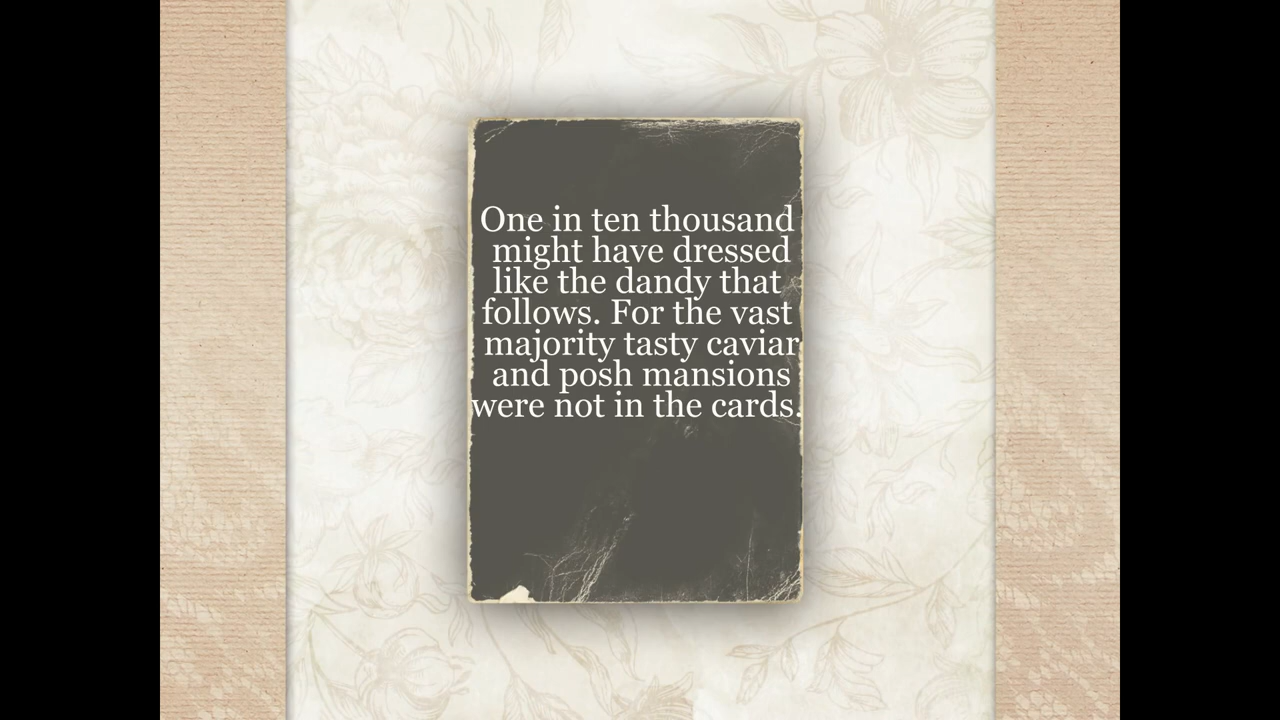 One in ten thousand
might have dressed
like the dandy that
follows. For the vast
majority tasty caviar
and posh mansions
were not in the cards.